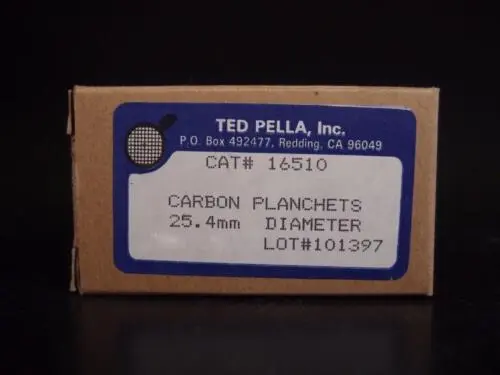 TED PELLA, Inc.
P.O. Box 492477, Redding, CA 96049
CAT# 16510
CARBON PLANCHETS
25.4mm DIAMETER
LOT#101397